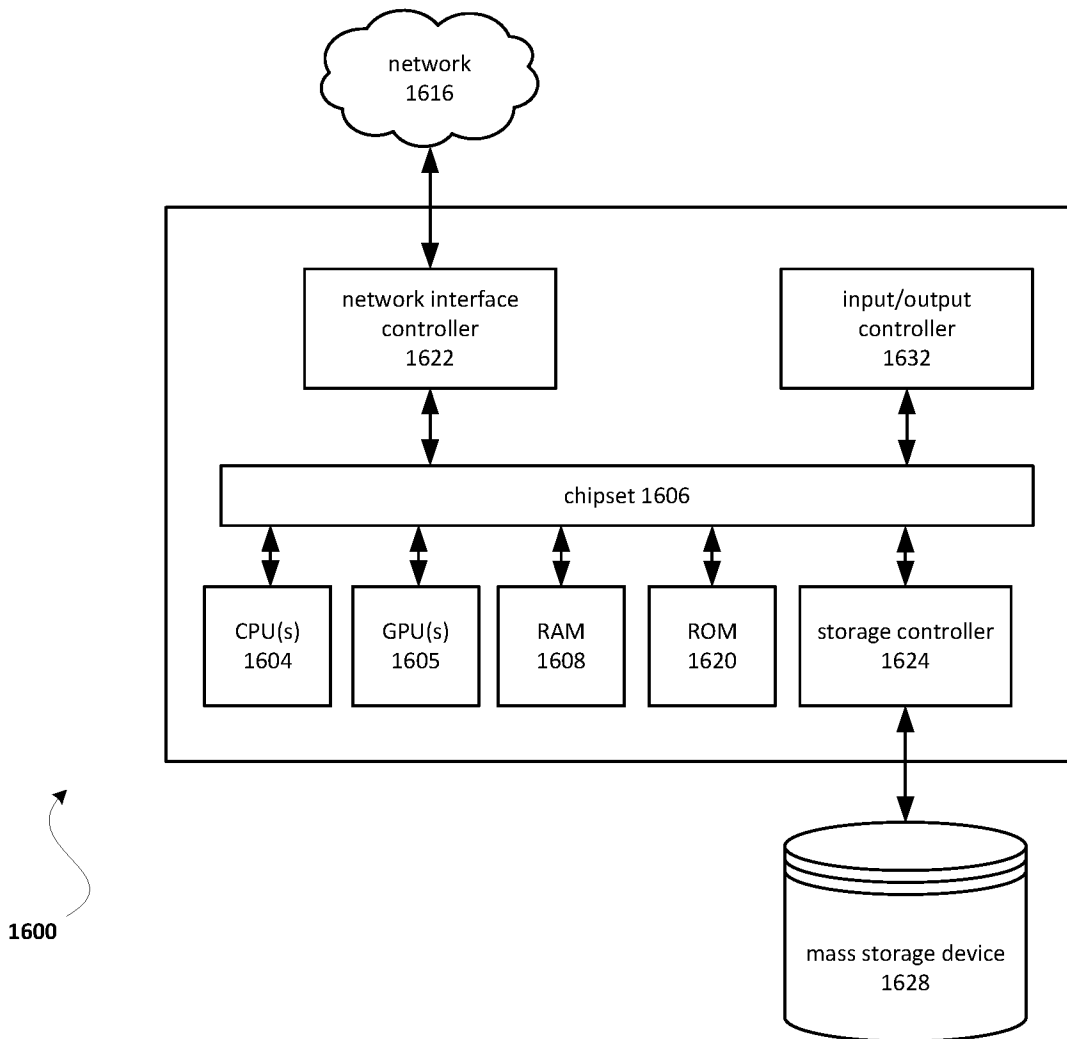 network
1616
network interface
controller
1622
input/output
controller
1632
chipset 1606
CPU(s)
1604
GPU(s)
1605
RAM
1608
ROM
1620
storage controller
1624
1600
mass storage device
1628